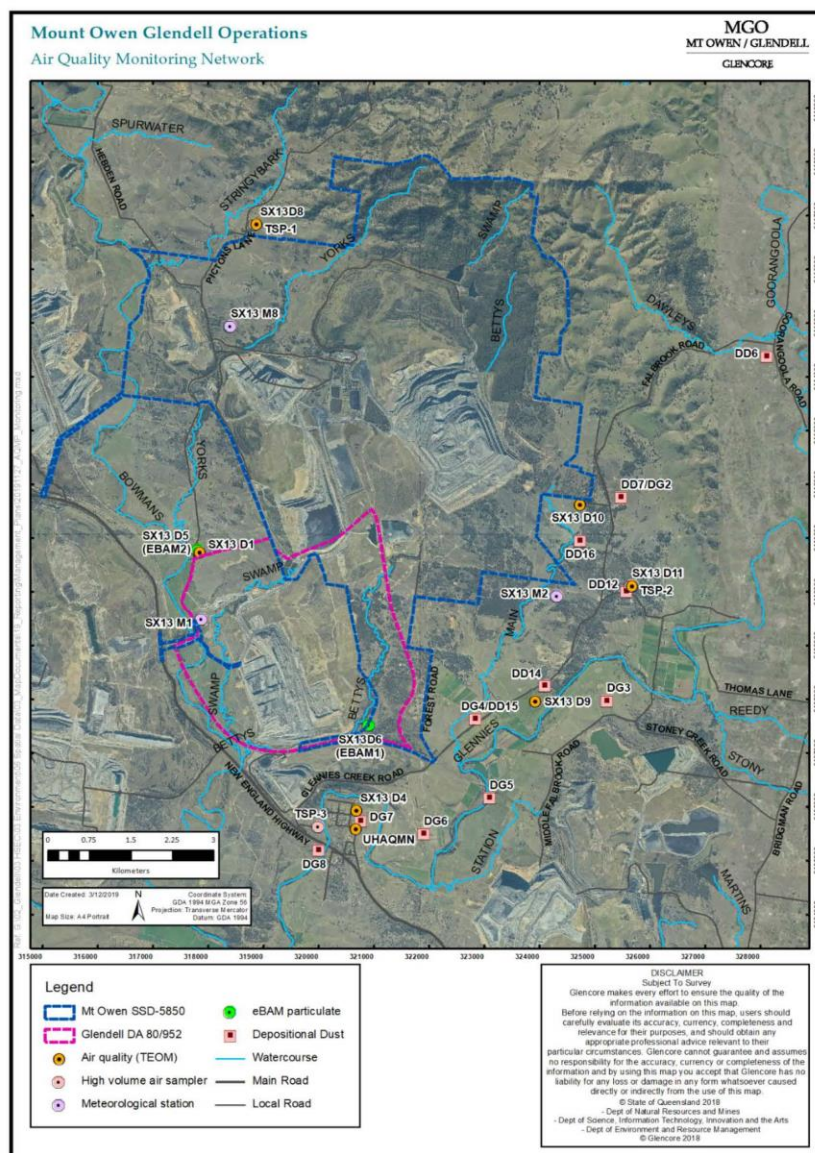 Mount Owen Glendell Operations
Air Quality Monitoring Network
MGO
MT OWEN / GLENDELL
GLENCORE
SPURWATER
HEBDEN ROAD
STRINGYBARK
SX13D8
TSP-1
PICTONS LANE
YORKS
SWAMP
BETTYS
GOORANGOOLA
DAWLEYS
FALBROOK ROAD
GOORANGOOLA ROAD
DD6
SX13 M8
YORKS
BOWMANS
DD7/DG2
SX13 D10
SX13 D5
(EBAM2)
SX13 D1
DD16
SWAMP
SX13 D11
TSP-2
DD12
SX13 M2
SX13 M1
MAIN
DD14
SWAMP
BETTYS
BETTYS
FOREST ROAD
DG4/DD15
SX13 D9
DG3
THOMAS LANE
REEDY
STONY
GLENNIES
STONEY CREEK ROAD
SX13D6
(EBAM1)
GLENNIES CREEK ROAD
NEW ENGLAND HIGHWAY
MIDDLE FALBROOK ROAD
BRIDGMAN ROAD
DG5
SX13 D4
TSP-3
DG7
DG6
UHAQMN
DG8
STATION
MARTINS
0 0.75 1.5 2.25 3
Kilometers
Date Created: 3/12/2019
Map Size: A4 Portrait
N
Coordinate System:
GDA 1994 MGA Zone 56
Projection: Transverse Mercator
Datum: GDA 1994
315000 316000 317000 318000 319000 320000 321000 322000 323000 324000 325000 326000 327000 328000
Legend
Mt Owen SSD-5850
Glendell DA 80/952
Air quality (TEOM)
High volume air sampler
Meteorological station
eBAM particulate
Depositional Dust
Watercourse
Main Road
Local Road
DISCLAIMER
Subject To Survey
Glencore makes every effort to ensure the quality of the
information available on this map.
Before relying on the information on this map, users should
carefully evaluate its accuracy, currency, completeness and
relevance for their purposes, and should obtain any
appropriate professional advice relevant to their
particular circumstances. Glencore cannot guarantee and assumes
no responsibility for the accuracy, currency or completeness of the
information and by using this map you accept that Glencore has no
liability for any loss or damage in any form whatsoever caused
directly or indirectly from the use of this map.
© State of Queensland 2018
- Dept of Natural Resources and Mines
- Dept of Science, Information Technology, Innovation and the Arts
- Dept of Environment and Resource Management
© Glencore 2018